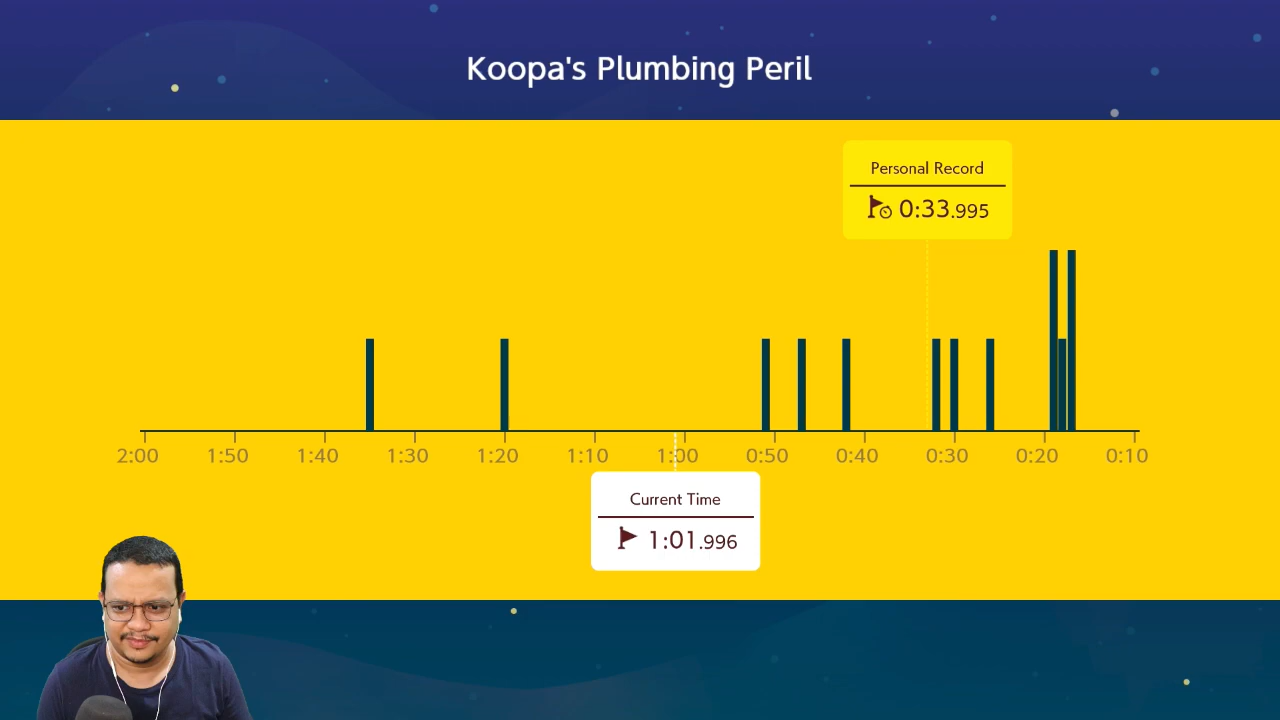 Koopa's Plumbing Peril
Personal Record
0:33.995
2:00 1:50 1:40 1:30 1:20 1:10 1:00 0:50 0:40 0:30 0:20 0:10
Current Time
1:01.996